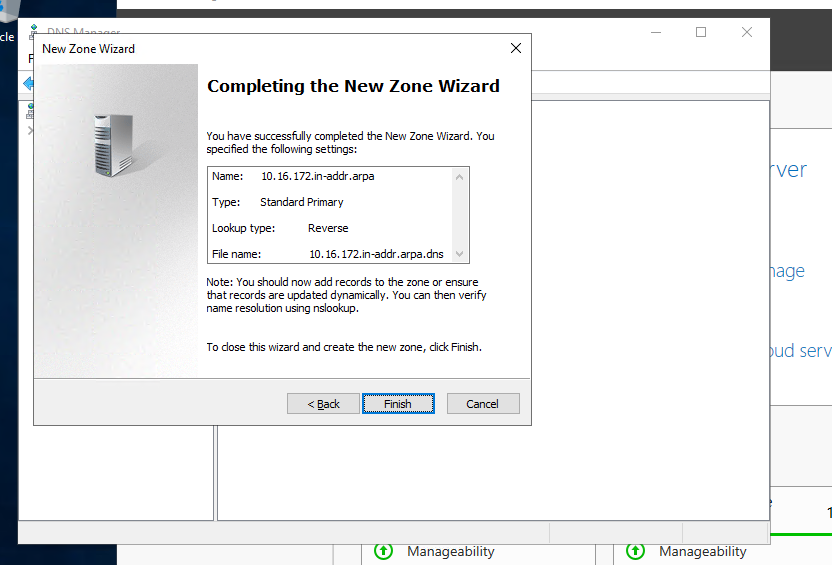 cle
DNS Manager
New Zone Wizard
Completing the New Zone Wizard
You have successfully completed the New Zone Wizard. You
specified the following settings:
Name: 10.16.172.in-addr.arpa
Type: Standard Primary
Lookup type: Reverse
File name: 10.16.172.in-addr.arpa.dns
Note: You should now add records to the zone or ensure
that records are updated dynamically. You can then verify
name resolution using nslookup.
To close this wizard and create the new zone, click Finish.
< Back Finish Cancel
rver
nage
oud serv
1
Manageability Manageability